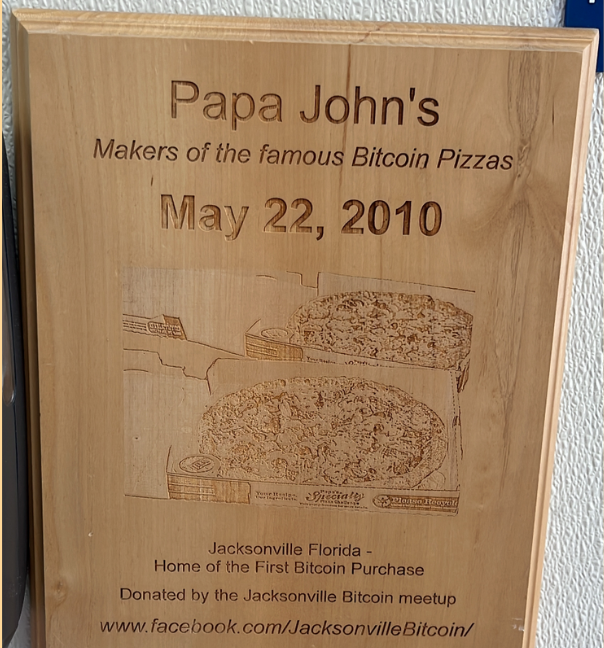 Papa John's
Makers of the famous Bitcoin Pizzas
May 22, 2010
Specialty
Jacksonville Florida -
Home of the First Bitcoin Purchase
Donated by the Jacksonville Bitcoin meetup
www.facebook.com/JacksonvilleBitcoin/